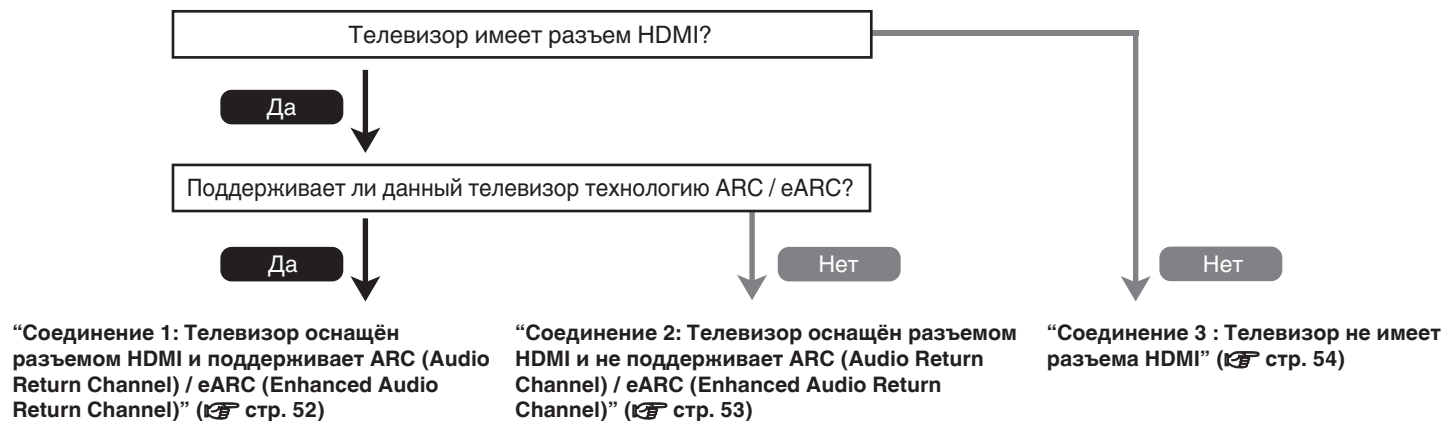 Телевизор имеет разъем HDMI?
Да
Поддерживает ли данный телевизор технологию ARC / eARC?
Да
Нет
Нет
“Соединение 1: Телевизор оснащён
разъемом HDMI и поддерживает ARC (Audio
Return Channel) / eARC (Enhanced Audio
Return Channel)” (☞ стр. 52)
“Соединение 2: Телевизор оснащён разъемом
HDMI и не поддерживает ARC (Audio Return
Channel) / eARC (Enhanced Audio Return
Channel)” (☞ стр. 53)
“Соединение 3 : Телевизор не имеет
разъема HDMI” (☞ стр. 54)